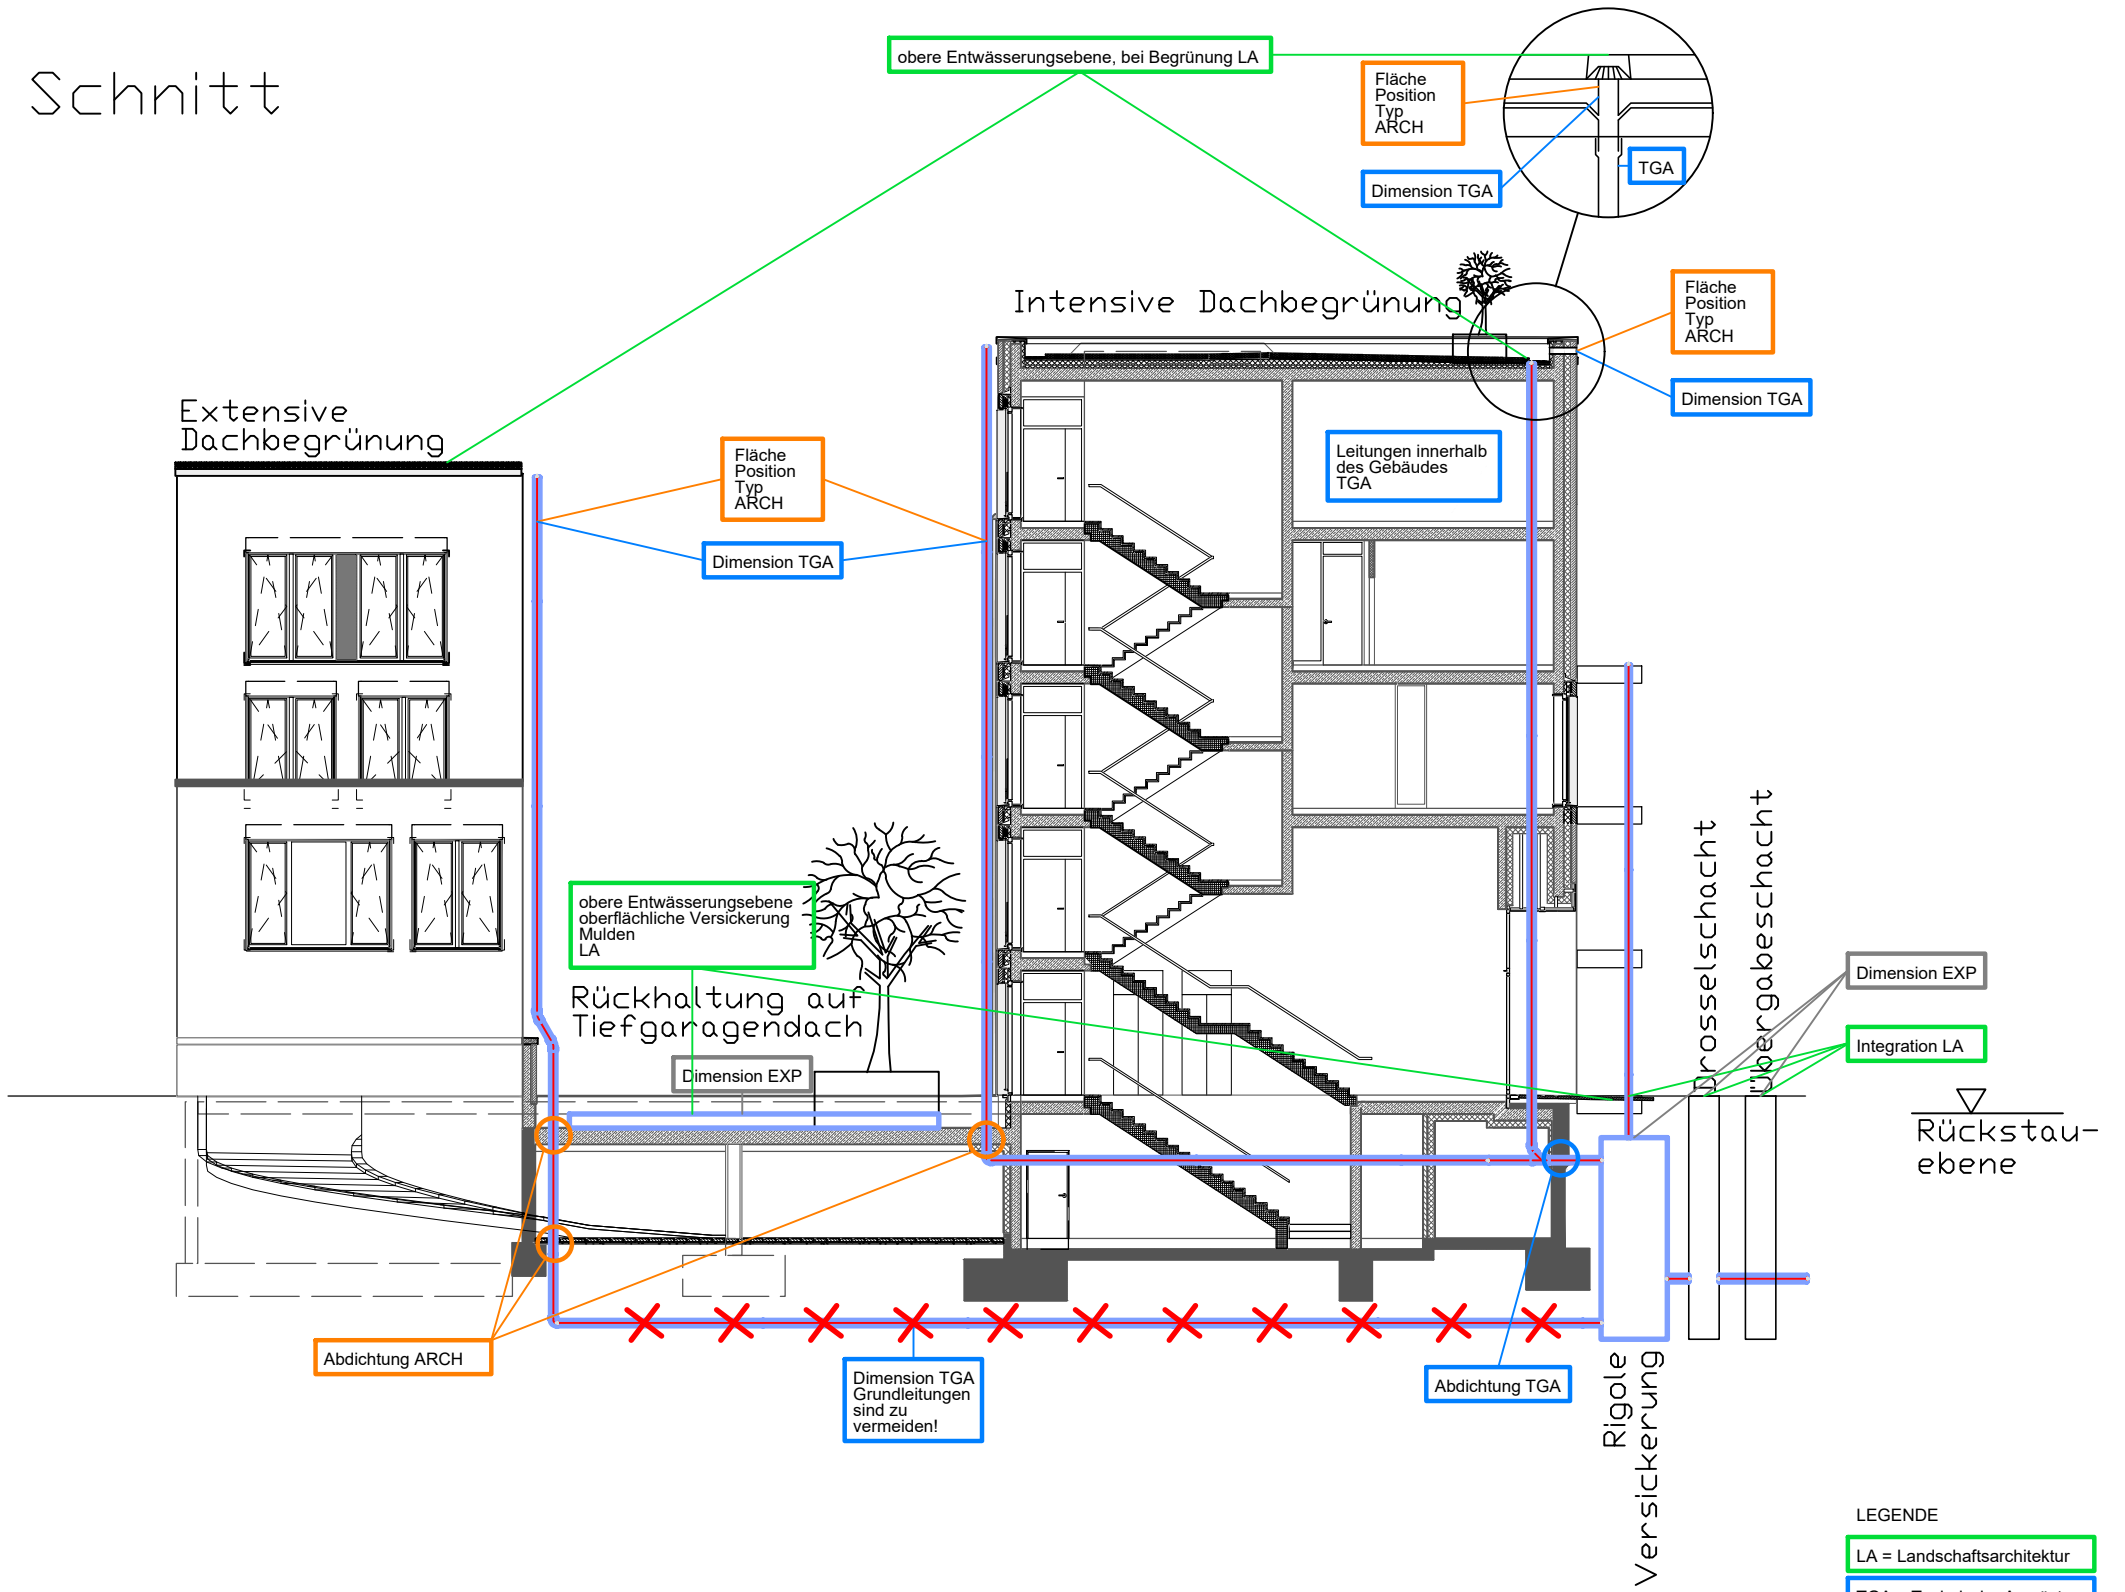 Schnitt
obere Entwässerungsebene, bei Begrünung LA
Fläche
Position
Typ
ARCH
Dimension TGA
TGA
Intensive Dachbegrünung
Fläche
Position
Typ
ARCH
Dimension TGA
Extensive
Dachbegrünung
Fläche
Position
Typ
ARCH
Dimension TGA
Leitungen innerhalb
des Gebäudes
TGA
obere Entwässerungsebene
oberflächliche Versickerung
Mulden
LA
Rückhaltung auf
Tiefgaragendach
Dimension EXP
Drosselschacht
Übergabeschacht
Dimension EXP
Integration LA
Rückstau-
ebene
Abdichtung ARCH
Dimension TGA
Grundleitungen
sind zu
vermeiden!
Abdichtung TGA
Rigole
Versickerung
LEGENDE
LA = Landschaftsarchitektur